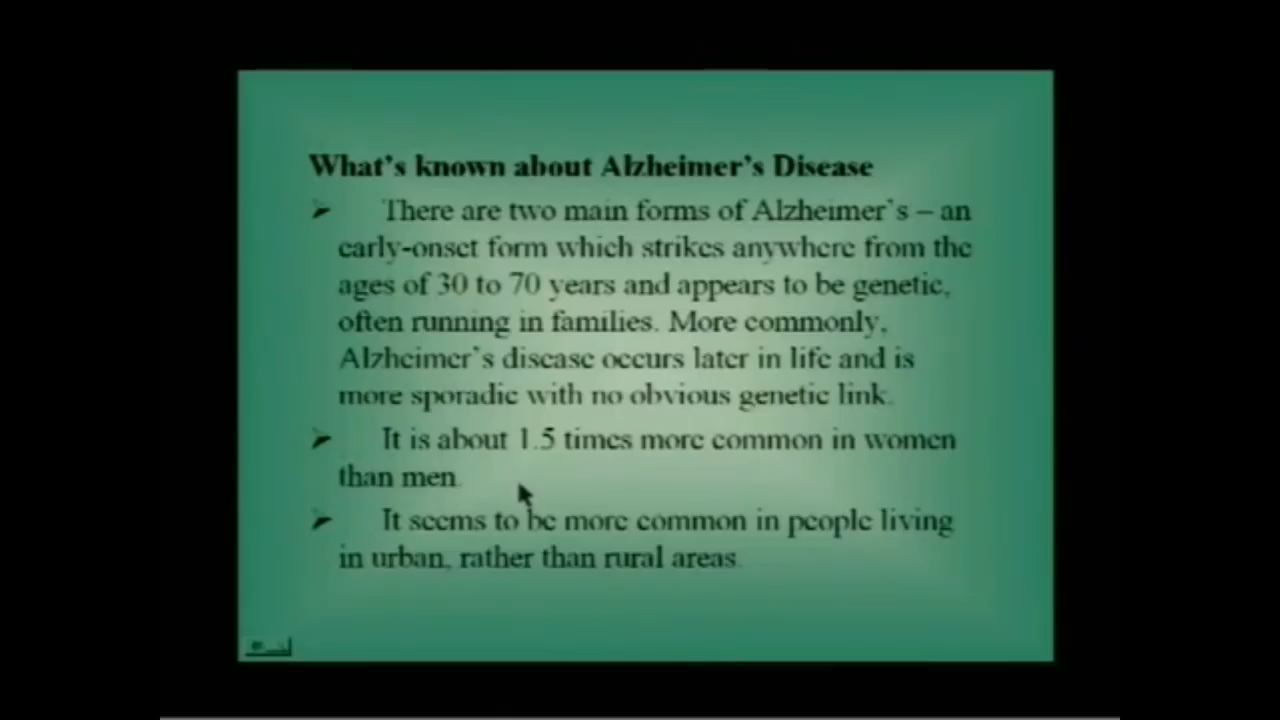 What's known about Alzheimer's Disease
➢ There are two main forms of Alzheimer's – an
early-onset form which strikes anywhere from the
ages of 30 to 70 years and appears to be genetic,
often running in families. More commonly,
Alzheimer's disease occurs later in life and is
more sporadic with no obvious genetic link.
➢ It is about 1.5 times more common in women
than men.
➢ It seems to be more common in people living
in urban, rather than rural areas.